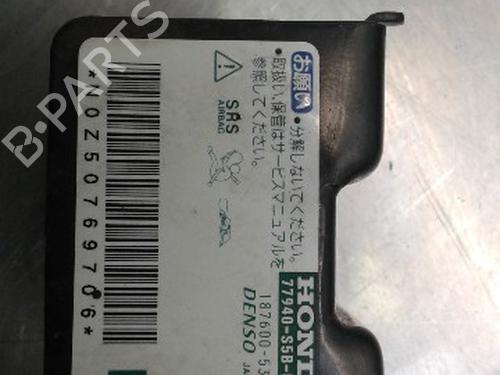 お願い
・分解しないでください。
・取扱い、保管はサービスマニュアルを
参照してください。
SRS
AIRBAG
HOND
77940-S5B-
187600-53
DENSO JA
*N0Z50769706*
B-PARTS